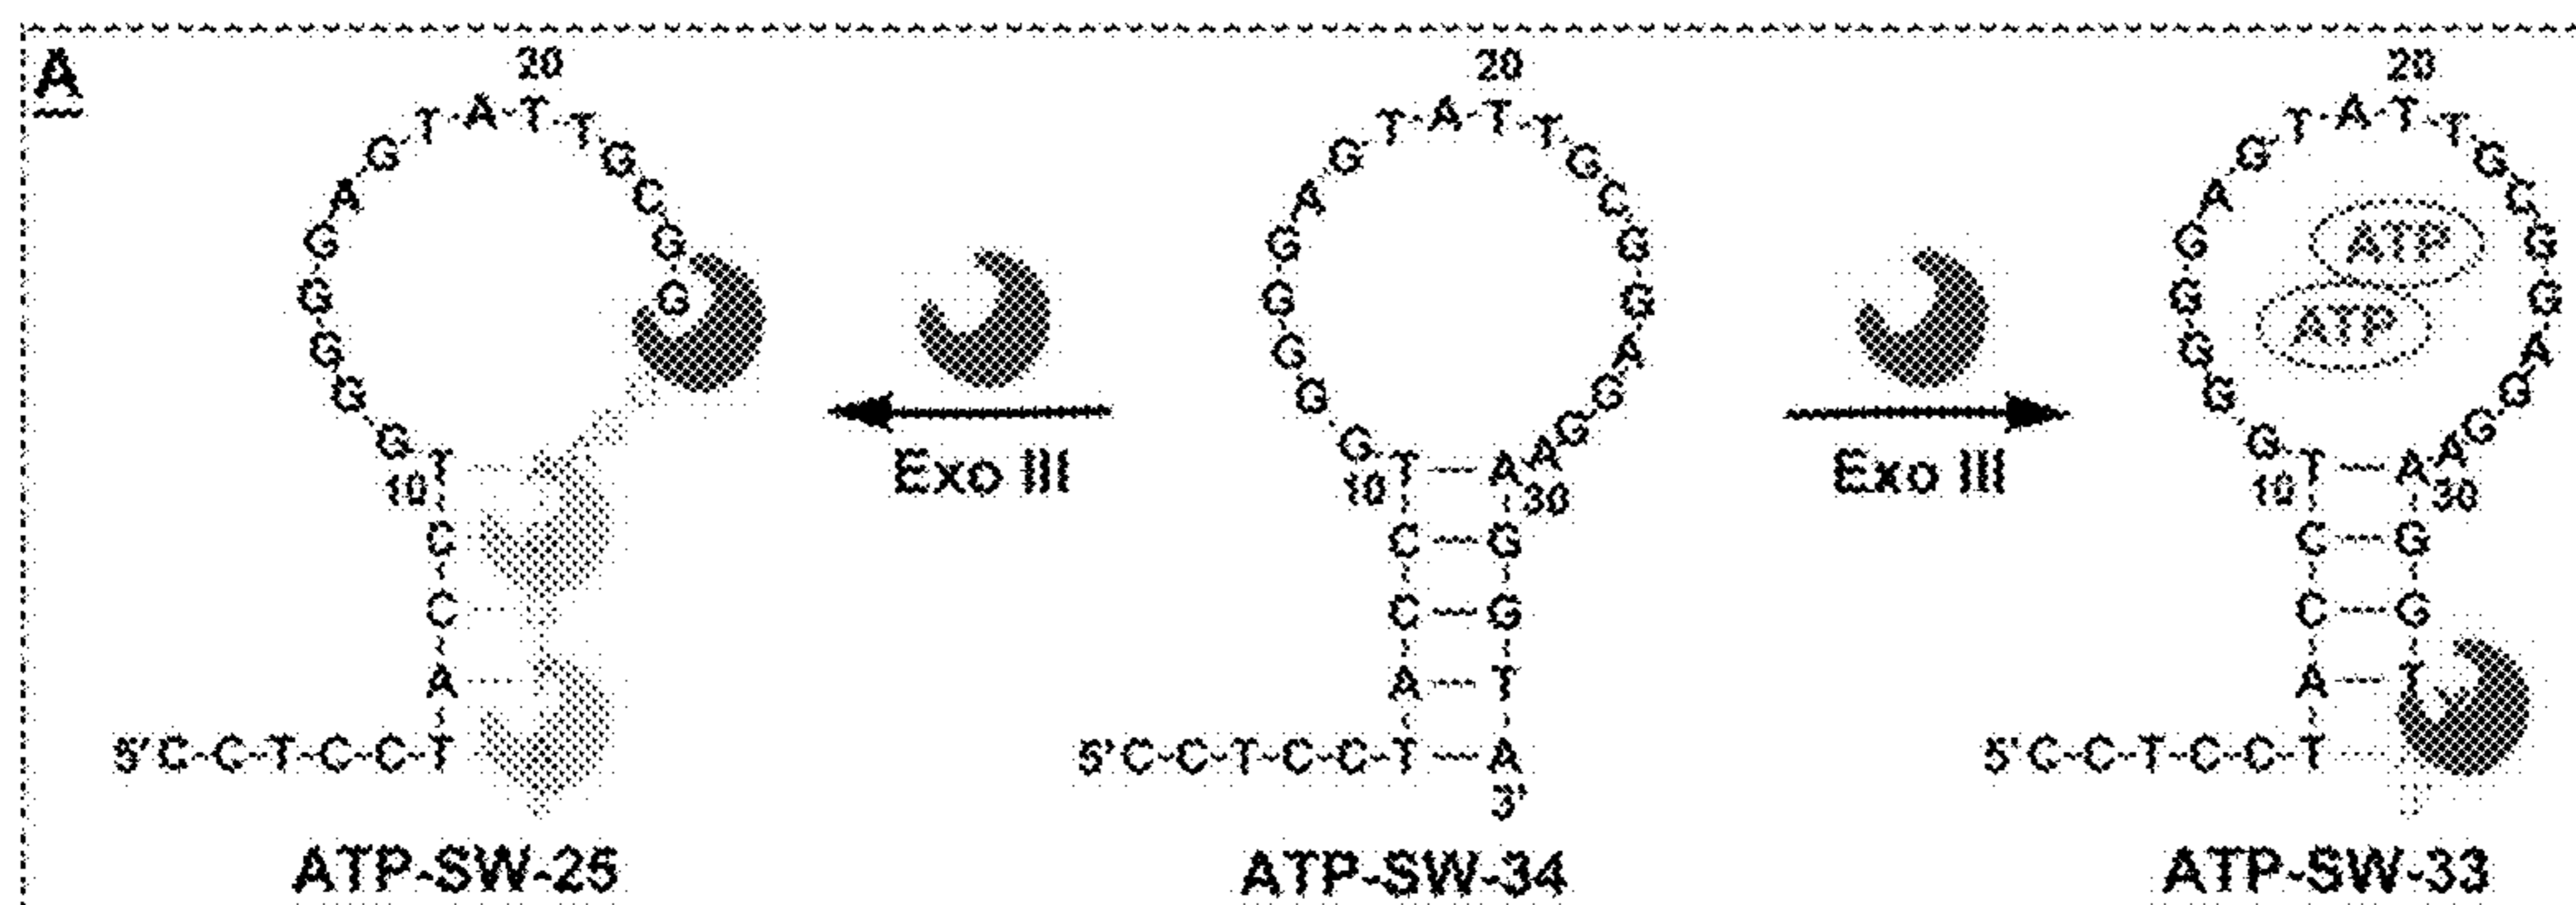 A
20 20 20
T-A-T-T T-A-T-T T-A-T-T
G G G G G G
A C A C A C
G G G G G G
G G G G G ATP G
G G A G ATP A
G G G G G
G G G G G
G T G T A A G T A A
10 Exo III 10 30 Exo III 10 30
C C G C G
C C G C G
A A T A T
5'C-C-T-C-C-T 5'C-C-T-C-C-T A 5'C-C-T-C-C-T
3' 3'
ATP-SW-25 ATP-SW-34 ATP-SW-33